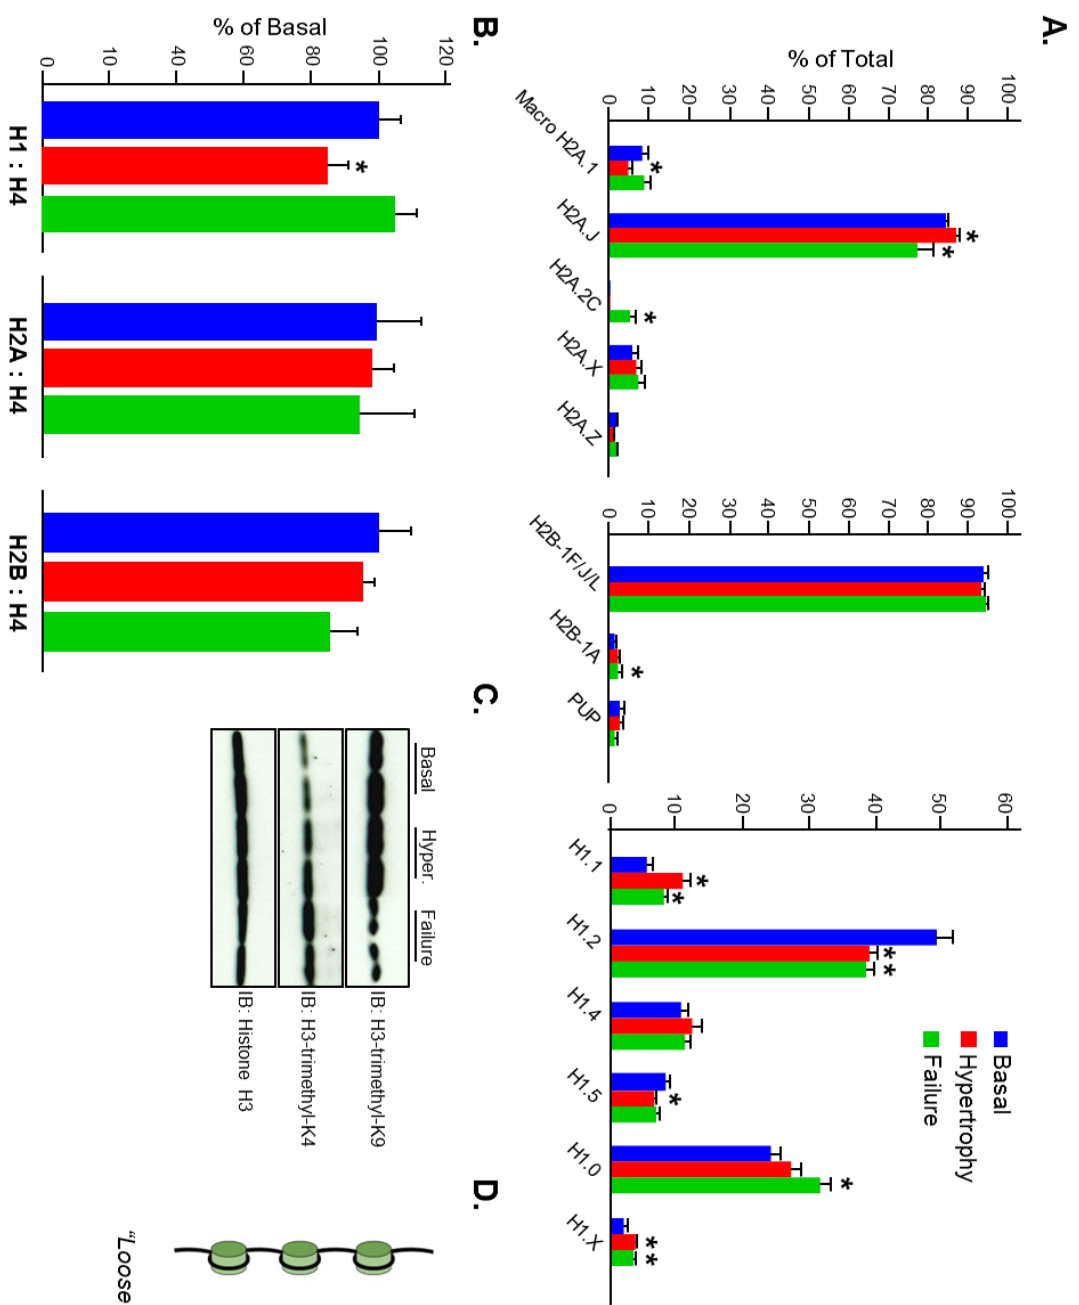 A.
% of Total
0 10 20 30 40 50 60 70 80 90 100
Macro H2A.1
*
H2A.J
*
*
H2A.2C
*
H2A.X
H2A.Z
0 10 20 30 40 50 60 70 80 90 100
H2B-1F/J/L
H2B-1A
*
PUP
0 10 20 30 40 50 60
H1.1
*
*
H1.2
*
*
H1.4
H1.5
*
H1.0
*
H1.X
*
*
Basal
Hypertrophy
Failure
B.
% of Basal
0 10 40 60 80 100 120
*
H1 : H4
H2A : H4
H2B : H4
C.
Basal Hyper. Failure
IB: H3-trimethyl-K9
IB: H3-trimethyl-K4
IB: Histone H3
D.
"Loose